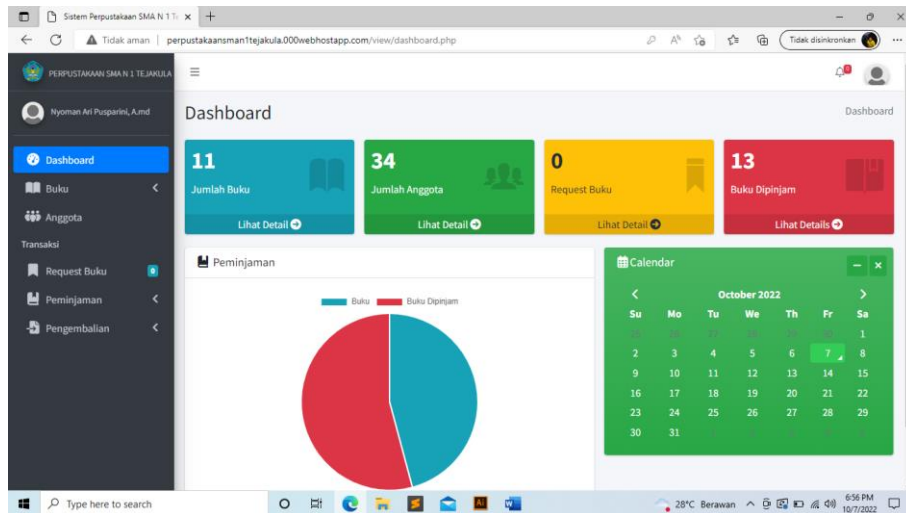 Sistem Perpustakaan SMA N 1 Te
Tidak aman | perpustakaansman1tejakula.000webhostapp.com/view/dashboard.php
Tidak disinkronkan
PERPUSTAKAAN SMA N 1 TEJAKULA
Nyoman Ari Pusparini, A.md
Dashboard
Buku
Anggota
Transaksi
Request Buku 0
Peminjaman
Pengembalian
Dashboard
Dashboard
11
Jumlah Buku
Lihat Detail
34
Jumlah Anggota
Lihat Detail
0
Request Buku
Lihat Detail
13
Buku Dipinjam
Lihat Details
Peminjaman
Buku Buku Dipinjam
Calendar
October 2022
Su Mo Tu We Th Fr Sa
1
2 3 4 5 6 7 8
9 10 11 12 13 14 15
16 17 18 19 20 21 22
23 24 25 26 27 28 29
30 31
Type here to search
28°C Berawan
6:56 PM
10/7/2022